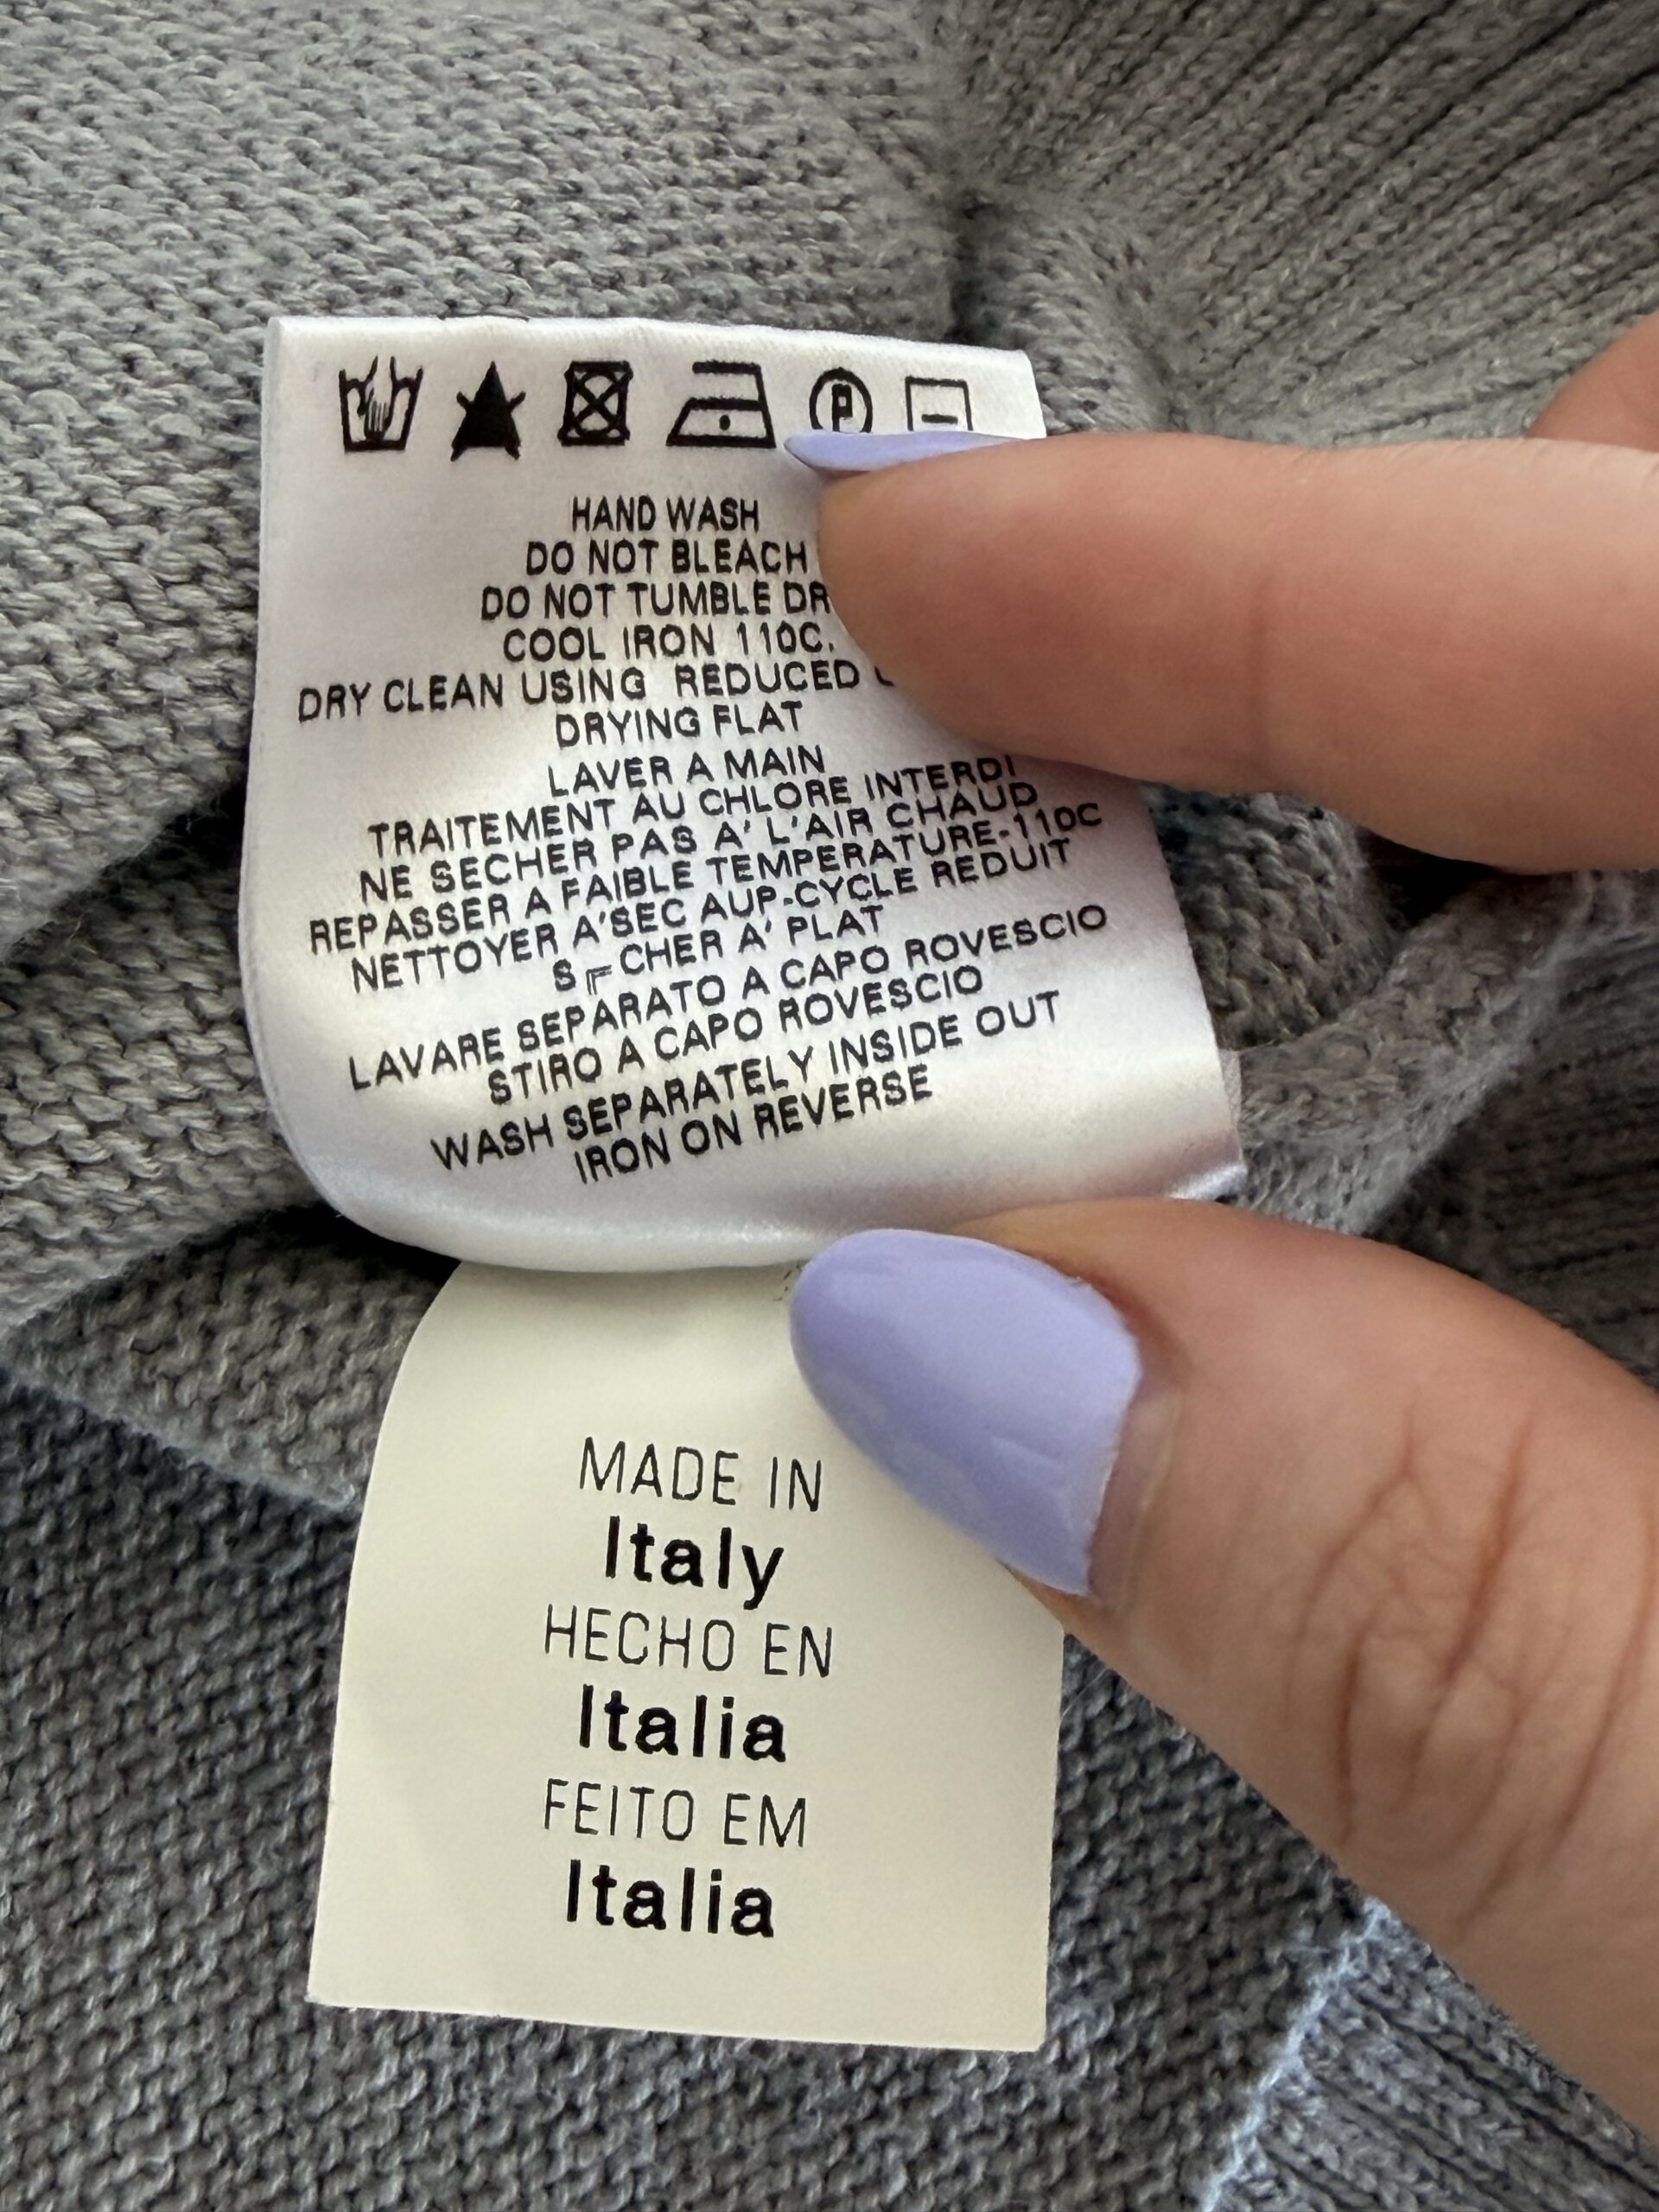 P
HAND WASH
DO NOT BLEACH
DO NOT TUMBLE
COOL IRON 110C.
DRY CLEAN USING REDUCED
DRYING FLAT
LAVER A MAIN
TRAITEMENT AU CHLORE INTERDI
NE SECHER PAS A' L'AIR CHAUD
REPASSER A FAIBLE TEMPERATURE-110C
NETTOYER A'SEC AUP-CYCLE REDUIT
S╔CHER A' PLAT
LAVARE SEPARATO A CAPO ROVESCIO
STIRO A CAPO ROVESCIO
WASH SEPARATELY INSIDE OUT
IRON ON REVERSE
MADE IN
Italy
HECHO EN
Italia
FEITO EM
Italia